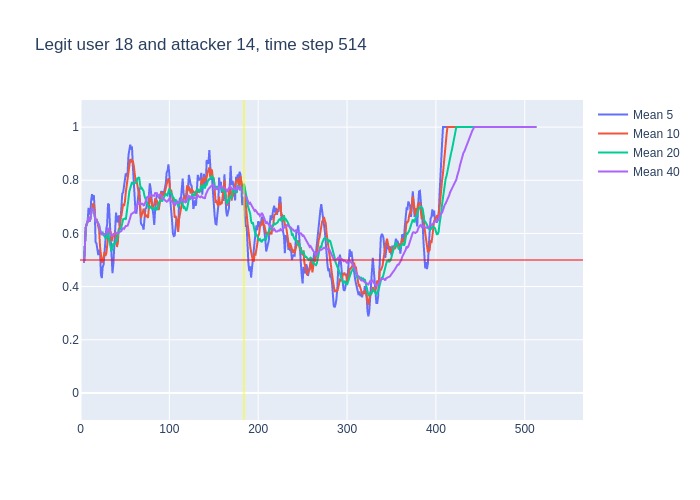 Legit user 18 and attacker 14, time step 514
Mean 5
Mean 10
Mean 20
Mean 40
1
0.8
0.6
0.4
0.2
0
0 100 200 300 400 500